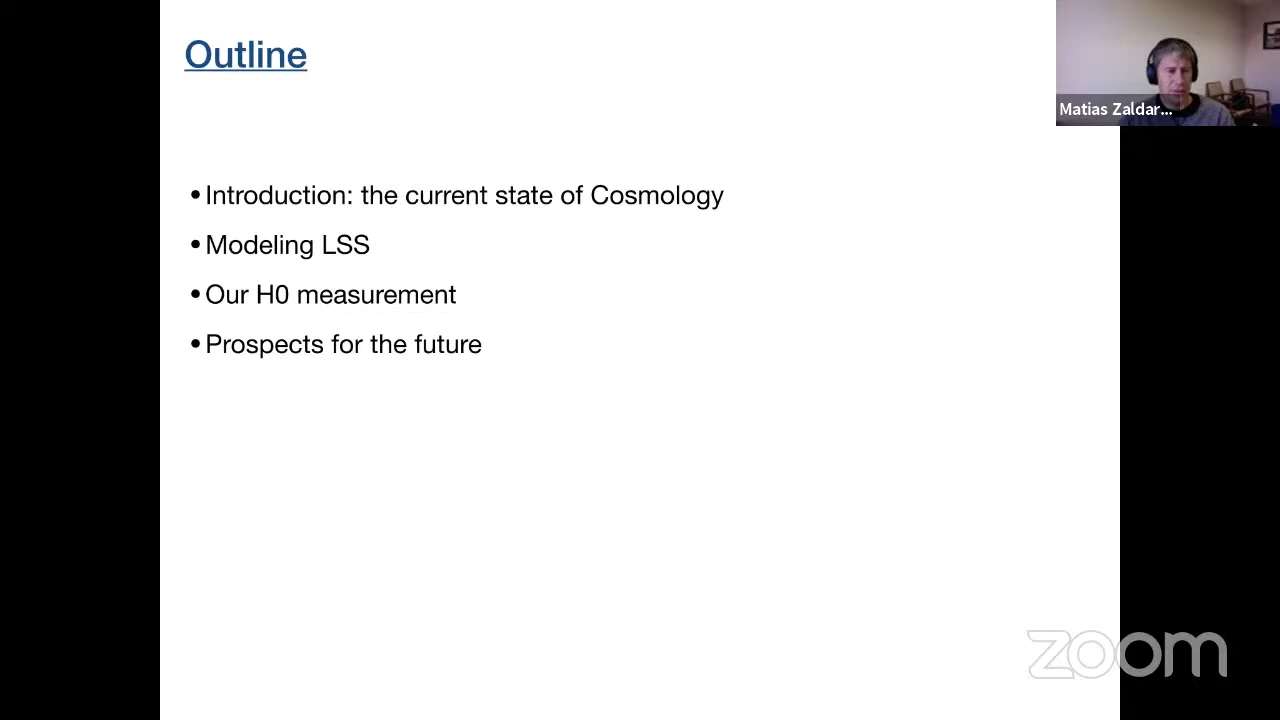 Outline
Matias Zaldar...
•Introduction: the current state of Cosmology
•Modeling LSS
•Our H0 measurement
•Prospects for the future
zoom